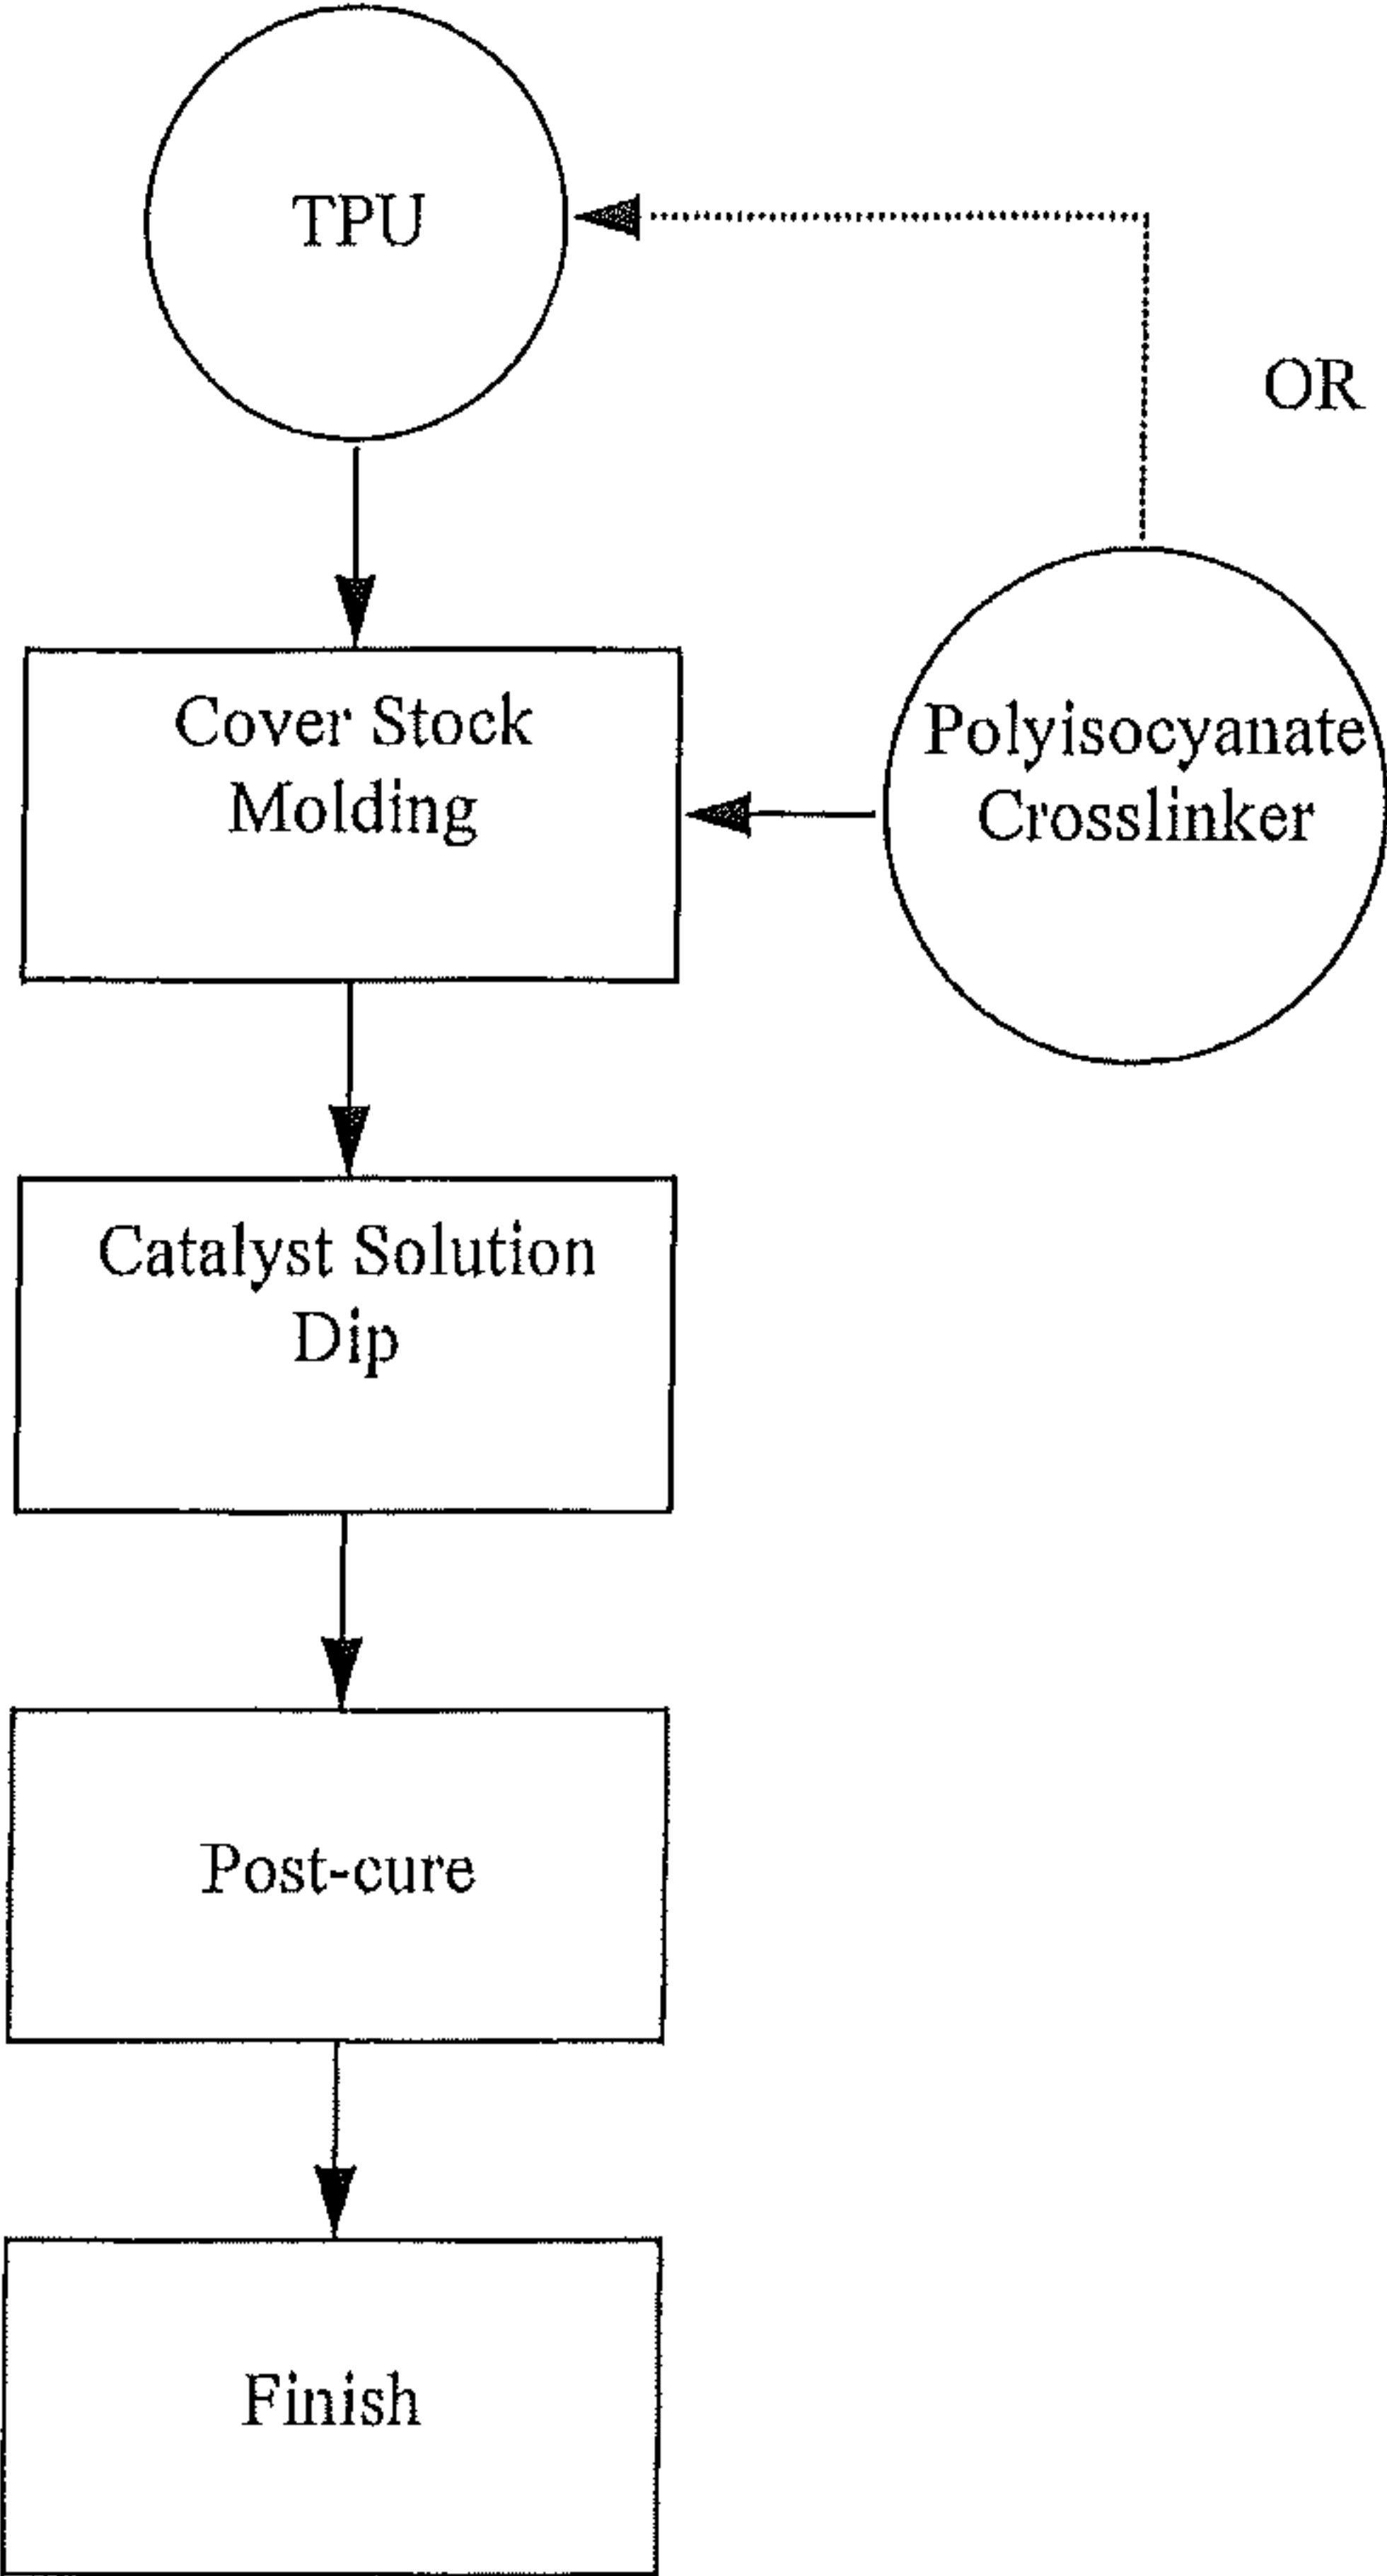 TPU
OR
Cover Stock
Molding
Polyisocyanate
Crosslinker
Catalyst Solution
Dip
Post-cure
Finish